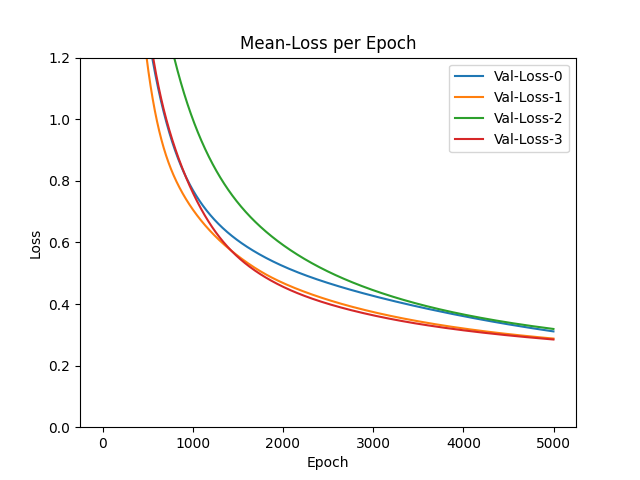 Mean-Loss per Epoch
Loss
1.2
1.0
0.8
0.6
0.4
0.2
0.0
Val-Loss-0
Val-Loss-1
Val-Loss-2
Val-Loss-3
0 1000 2000 3000 4000 5000
Epoch